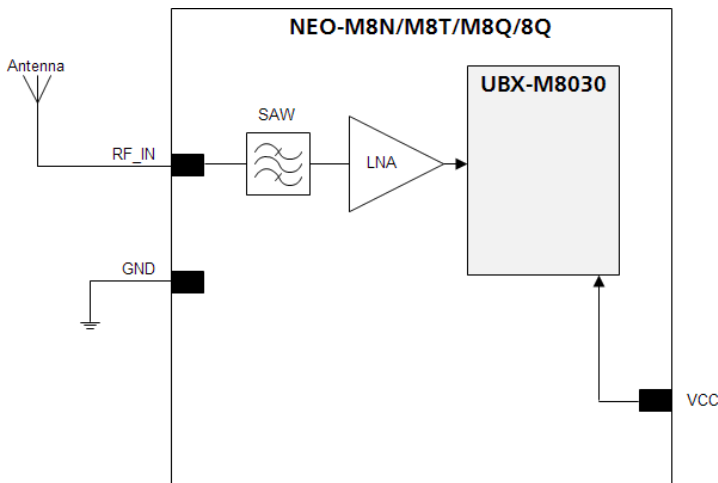 NEO-M8N/M8T/M8Q/8Q
Antenna
UBX-M8030
SAW
RF_IN
LNA
GND
VCC